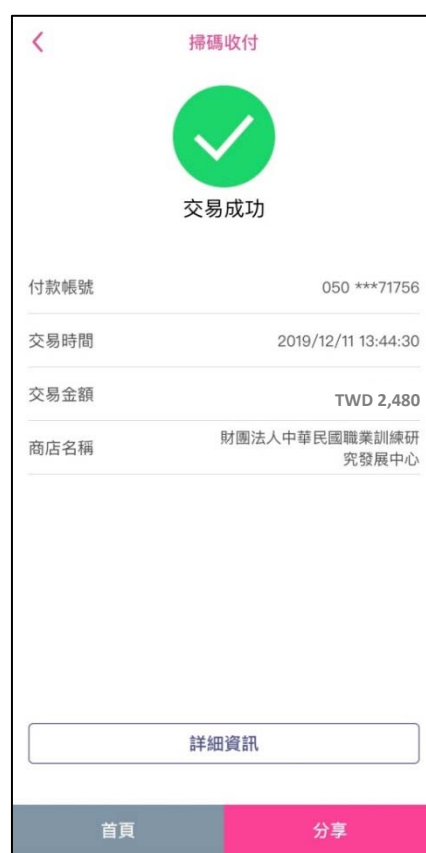 掃碼收付
交易成功
付款帳號 050 ***71756
交易時間 2019/12/11 13:44:30
交易金額 TWD 2,480
商店名稱 財團法人中華民國職業訓練研
究發展中心
詳細資訊
首頁 分享